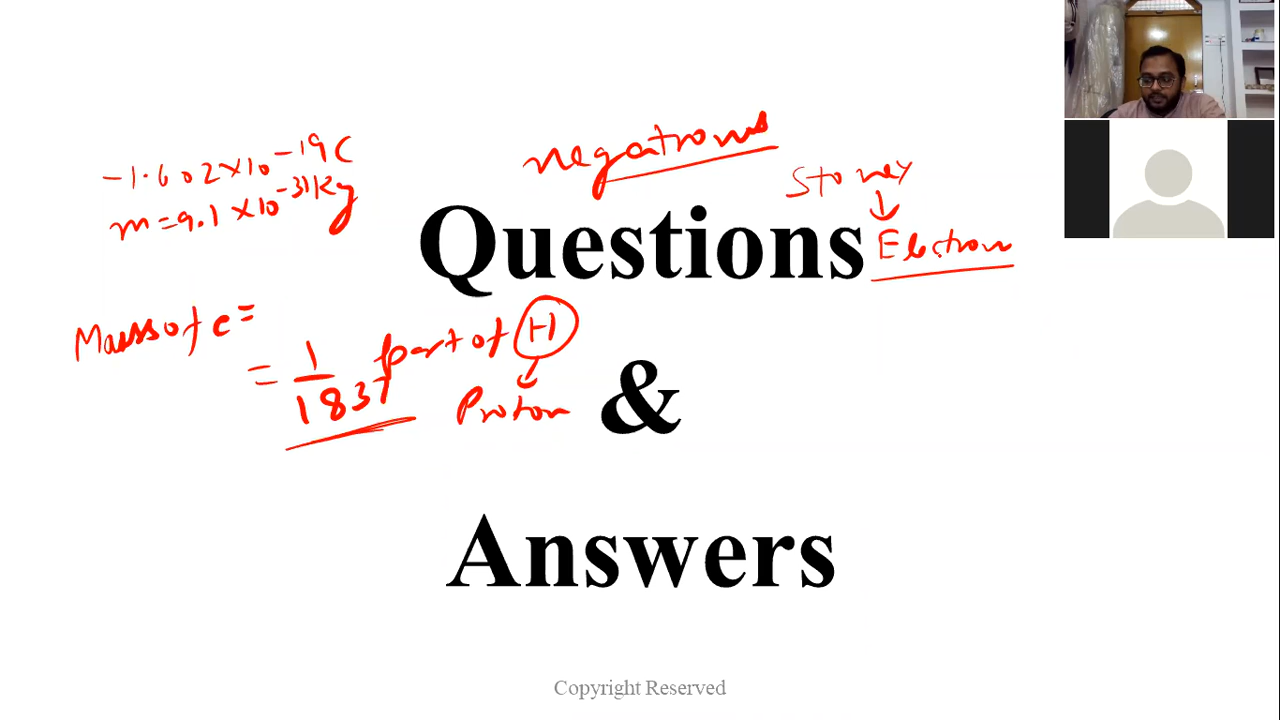 negatrons
-1.602×10-19C
m=9.1×10-31Kg
Stoney
↓
Electron
Questions
Mass of e=
= 1/1837 part of H
↓
Proton
&
Answers
Copyright Reserved